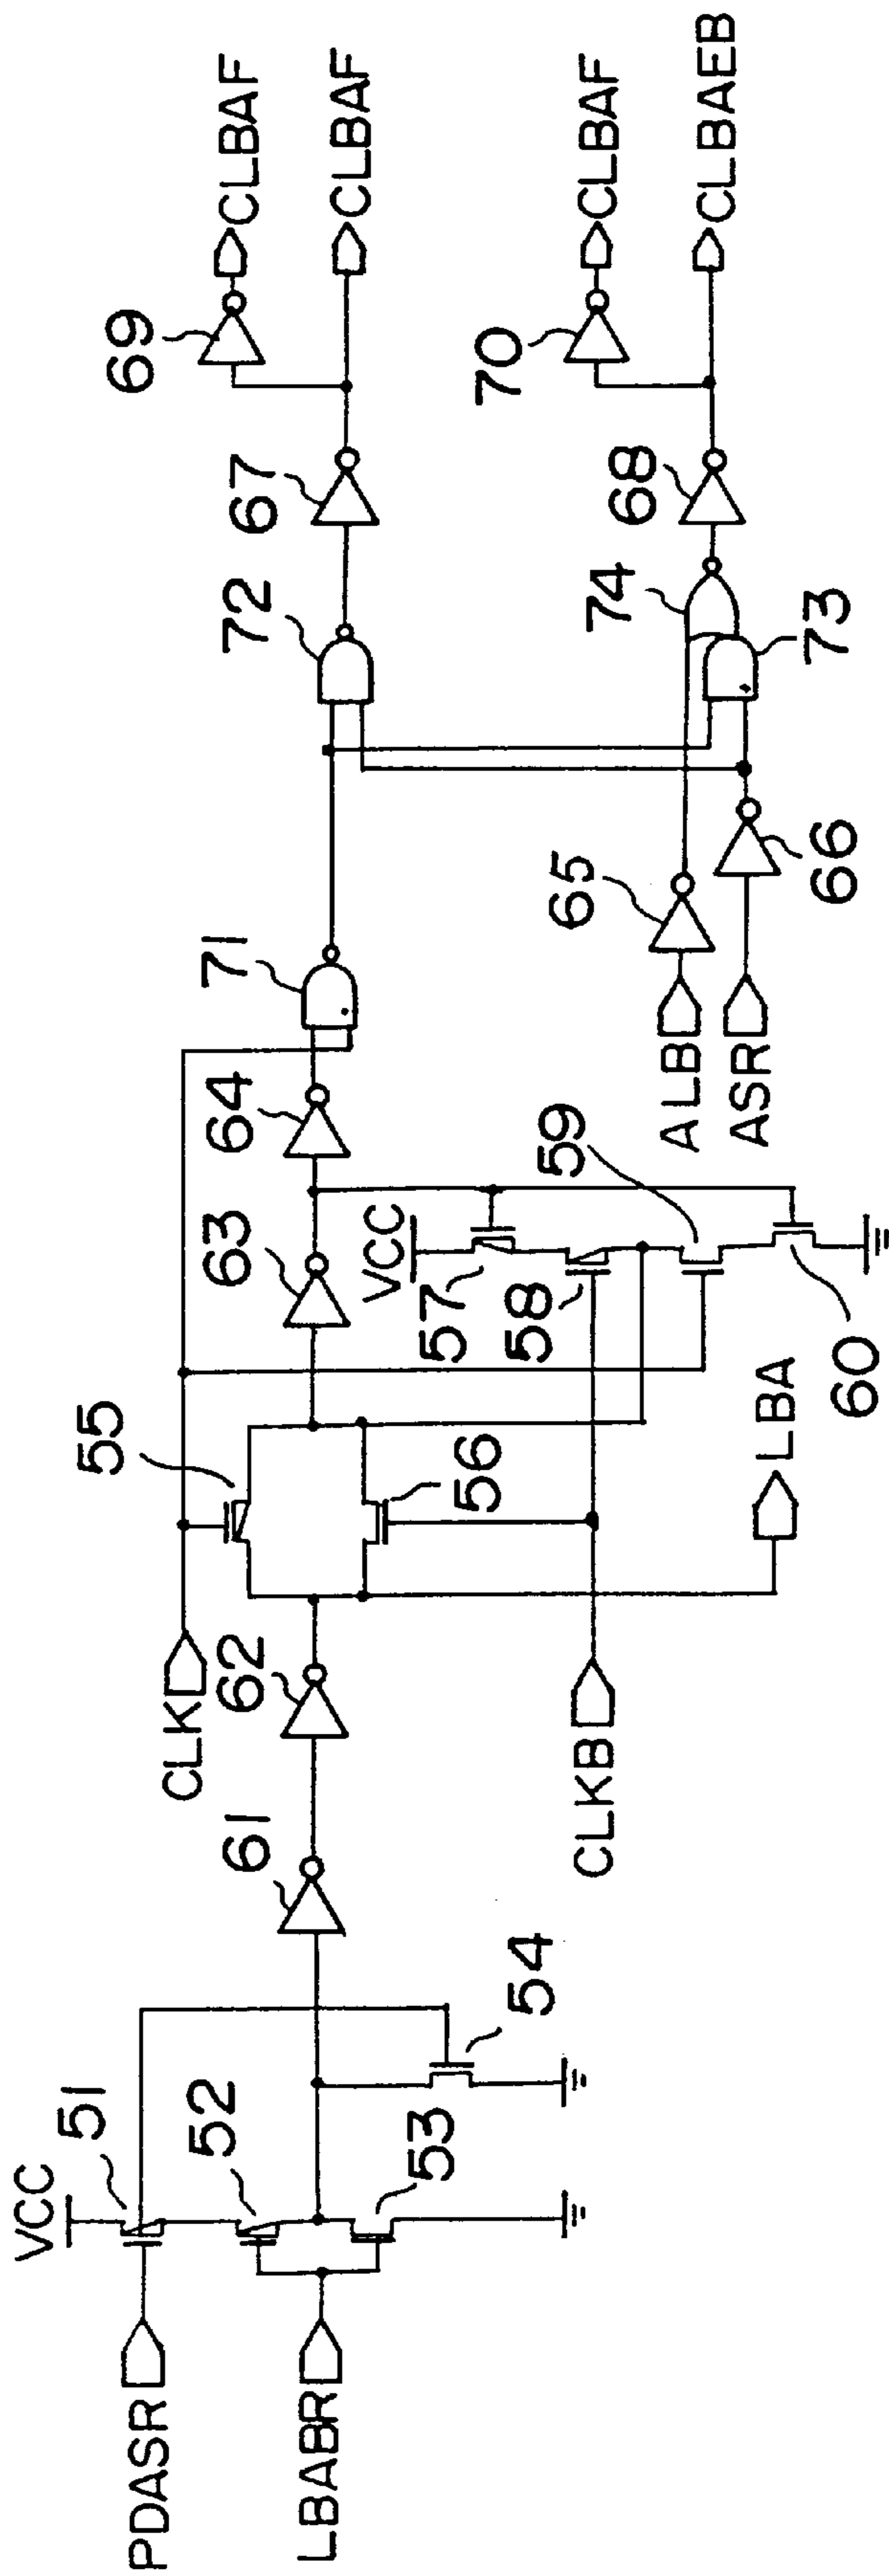 VCC
PDASR
51
LBABR
52
53
54
61
62
CLK
CLKB
55
56
LBA
63
VCC
57
58
59
60
64
71
ALB
65
ASR
66
72
73
74
67
68
69
CLBAF
CLBAF
70
CLBAF
CLBAEB